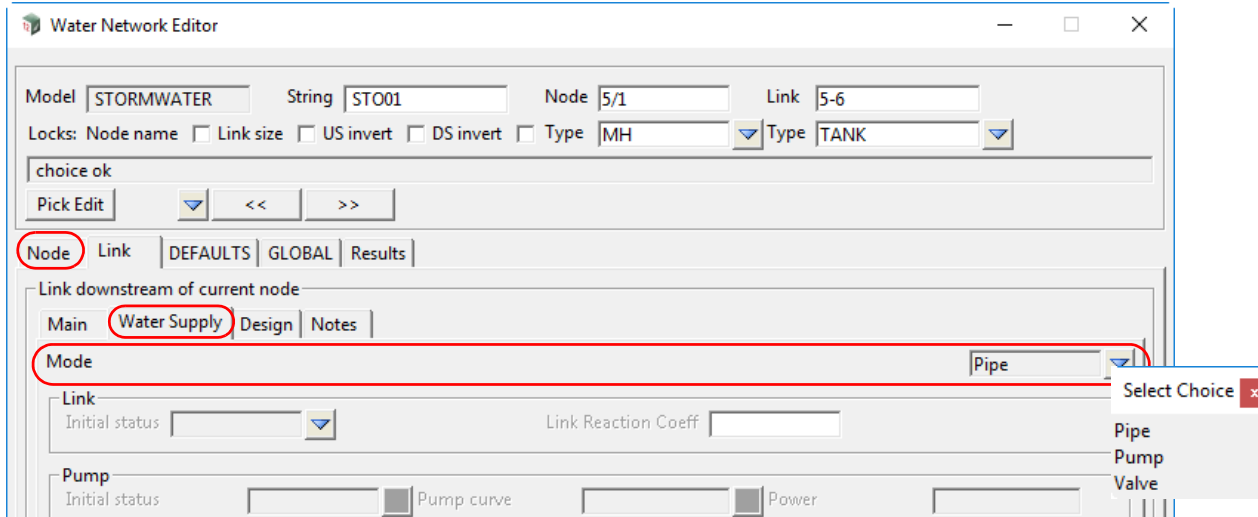 Water Network Editor
Model STORMWATER String STO01 Node 5/1 Link 5-6
Locks: Node name Link size US invert DS invert Type MH Type TANK
choice ok
Pick Edit << >>
Node Link DEFAULTS GLOBAL Results
Link downstream of current node
Main Water Supply Design Notes
Mode Pipe
Select Choice x
Link
Initial status Link Reaction Coeff
Pipe
Pump
Valve
Pump
Initial status Pump curve Power